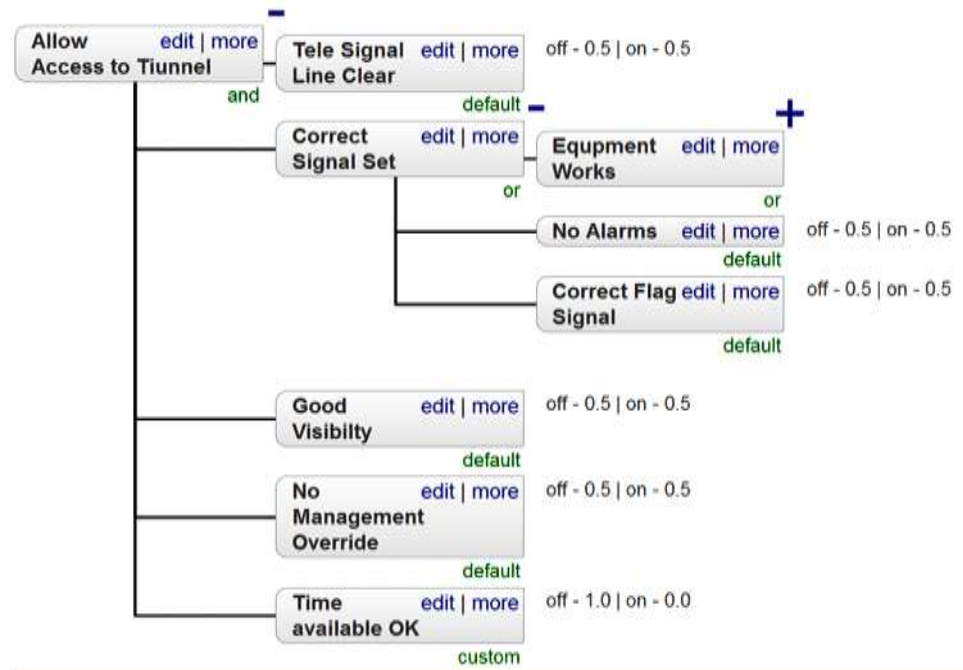 Allow edit | more
Access to Tiunnel
and
Tele Signal edit | more off - 0.5 | on - 0.5
Line Clear
default
Correct edit | more
Signal Set
or
Equpment edit | more
Works
or
No Alarms edit | more off - 0.5 | on - 0.5
default
Correct Flag edit | more off - 0.5 | on - 0.5
Signal
default
Good edit | more off - 0.5 | on - 0.5
Visibilty
default
No edit | more off - 0.5 | on - 0.5
Management
Override
default
Time edit | more off - 1.0 | on - 0.0
available OK
custom